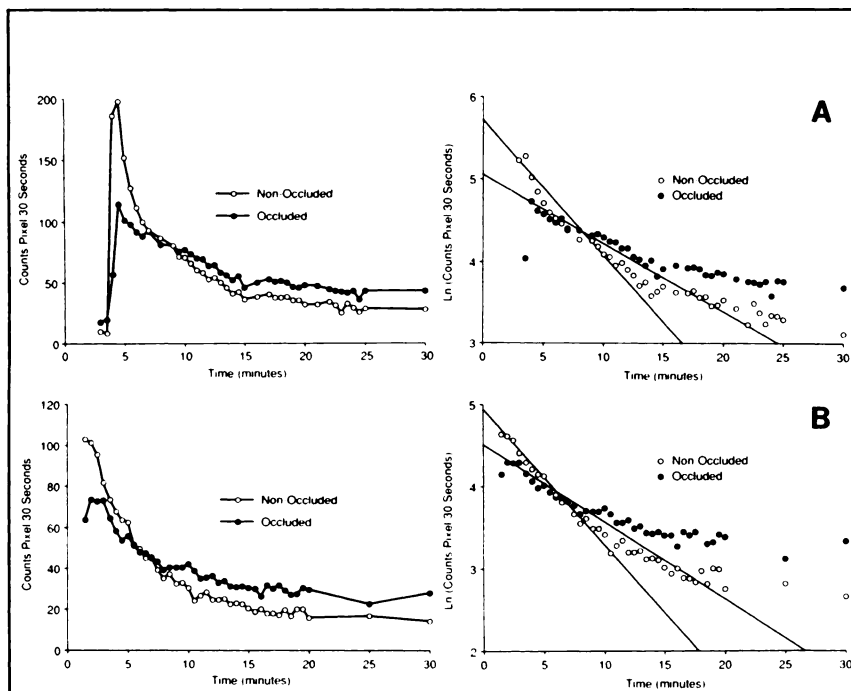 A
200
150
100
50
0
Counts Pixel 30 Seconds
Non-Occluded
Occluded
0 5 10 15 20 25 30
Time (minutes)
6
5
4
3
Ln (Counts Pixel 30 Seconds)
Non Occluded
Occluded
0 5 10 15 20 25 30
Time (minutes)
B
120
100
80
60
40
20
0
Counts Pixel 30 Seconds
Non Occluded
Occluded
0 5 10 15 20 25 30
Time (minutes)
5
4
3
2
Ln (Counts Pixel 30 Seconds)
Non Occluded
Occluded
0 5 10 15 20 25 30
Time (minutes)